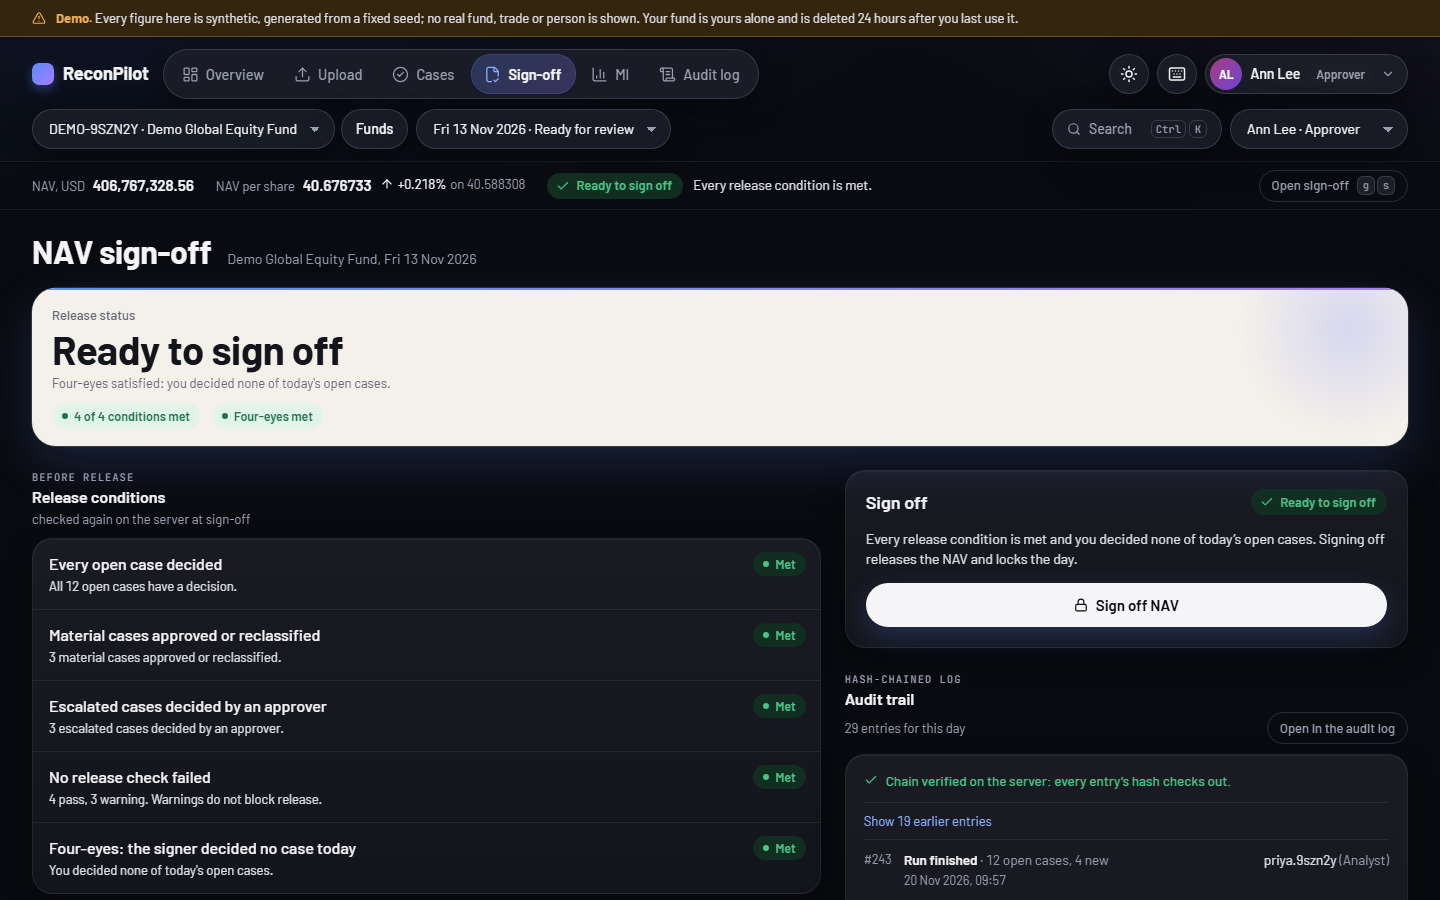 Demo. Every figure here is synthetic, generated from a fixed seed; no real fund, trade or person is shown. Your fund is yours alone and is deleted 24 hours after you last use it.
ReconPilot
Overview
Upload
Cases
Sign-off
MI
Audit log
AL
Ann Lee
Approver
DEMO-9SZN2Y · Demo Global Equity Fund
Funds
Fri 13 Nov 2026 · Ready for review
Search
Ctrl K
Ann Lee · Approver
NAV, USD 406,767,328.56
NAV per share 40.676733 ↑ +0.218% on 40.588308
Ready to sign off
Every release condition is met.
Open sign-off g s
NAV sign-off
Demo Global Equity Fund, Fri 13 Nov 2026
Release status
Ready to sign off
Four-eyes satisfied: you decided none of today's open cases.
4 of 4 conditions met
Four-eyes met
BEFORE RELEASE
Release conditions
checked again on the server at sign-off
Every open case decided
All 12 open cases have a decision.
Met
Material cases approved or reclassified
3 material cases approved or reclassified.
Met
Escalated cases decided by an approver
3 escalated cases decided by an approver.
Met
No release check failed
4 pass, 3 warning. Warnings do not block release.
Met
Four-eyes: the signer decided no case today
You decided none of today's open cases.
Met
Sign off
Ready to sign off
Every release condition is met and you decided none of today's open cases. Signing off
releases the NAV and locks the day.
Sign off NAV
HASH-CHAINED LOG
Audit trail
29 entries for this day
Open in the audit log
Chain verified on the server: every entry's hash checks out.
Show 19 earlier entries
#243 Run finished · 12 open cases, 4 new
priya.9szn2y (Analyst)
20 Nov 2026, 09:57